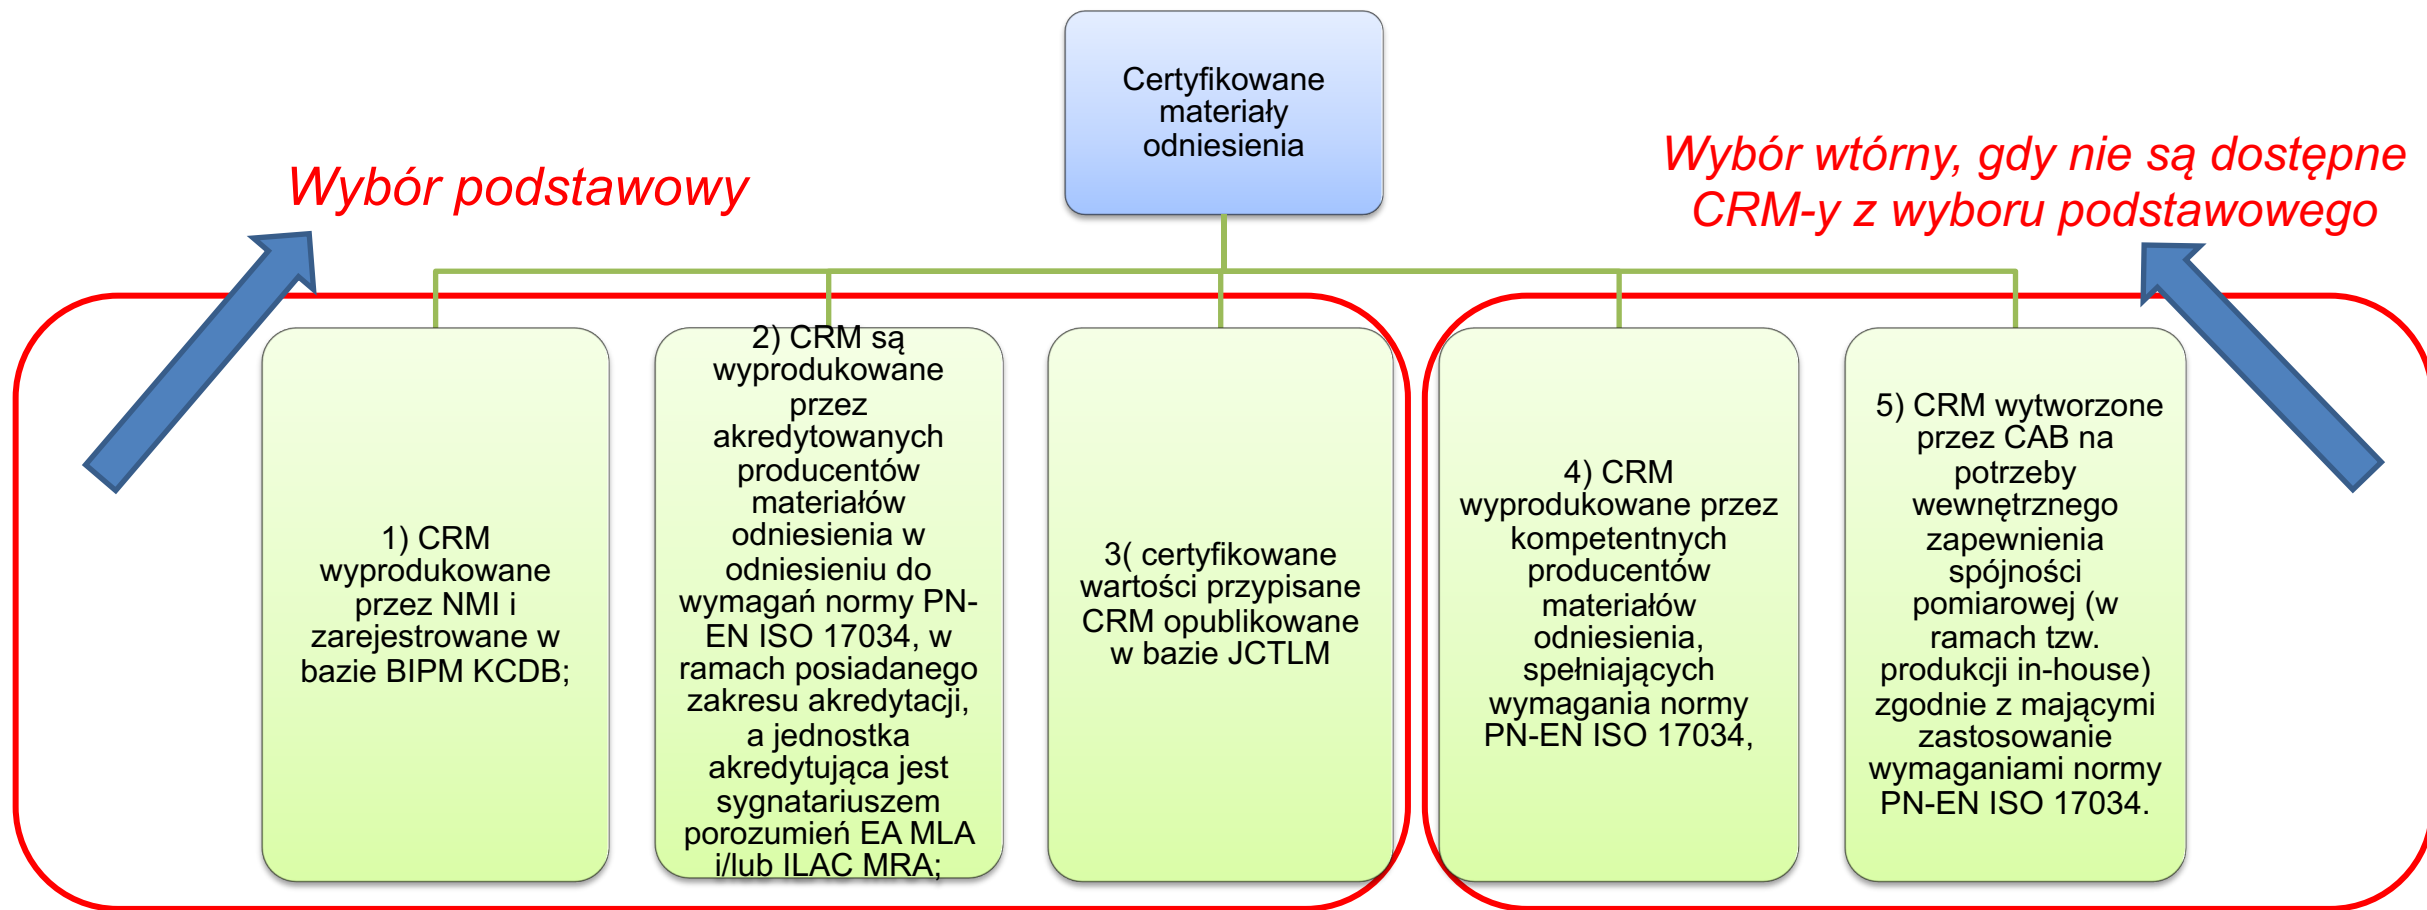 Certyfikowane
materiały
odniesienia
Wybór podstawowy
Wybór wtórny, gdy nie są dostępne
CRM-y z wyboru podstawowego
1) CRM
wyprodukowane
przez NMI i
zarejestrowane w
bazie BIPM KCDB;
2) CRM są
wyprodukowane
przez
akredytowanych
producentów
materiałów
odniesienia w
odniesieniu do
wymagań normy PN-
EN ISO 17034, w
ramach posiadanego
zakresu akredytacji,
a jednostka
akredytująca jest
sygnatariuszem
porozumień EA MLA
i/lub ILAC MRA;
3( certyfikowane
wartości przypisane
CRM opublikowane
w bazie JCTLM
4) CRM
wyprodukowane przez
kompetentnych
producentów
materiałów
odniesienia,
spełniających
wymagania normy
PN-EN ISO 17034,
5) CRM wytworzone
przez CAB na
potrzeby
wewnętrznego
zapewnienia
spójności
pomiarowej (w
ramach tzw.
produkcji in-house)
zgodnie z mającymi
zastosowanie
wymaganiami normy
PN-EN ISO 17034.